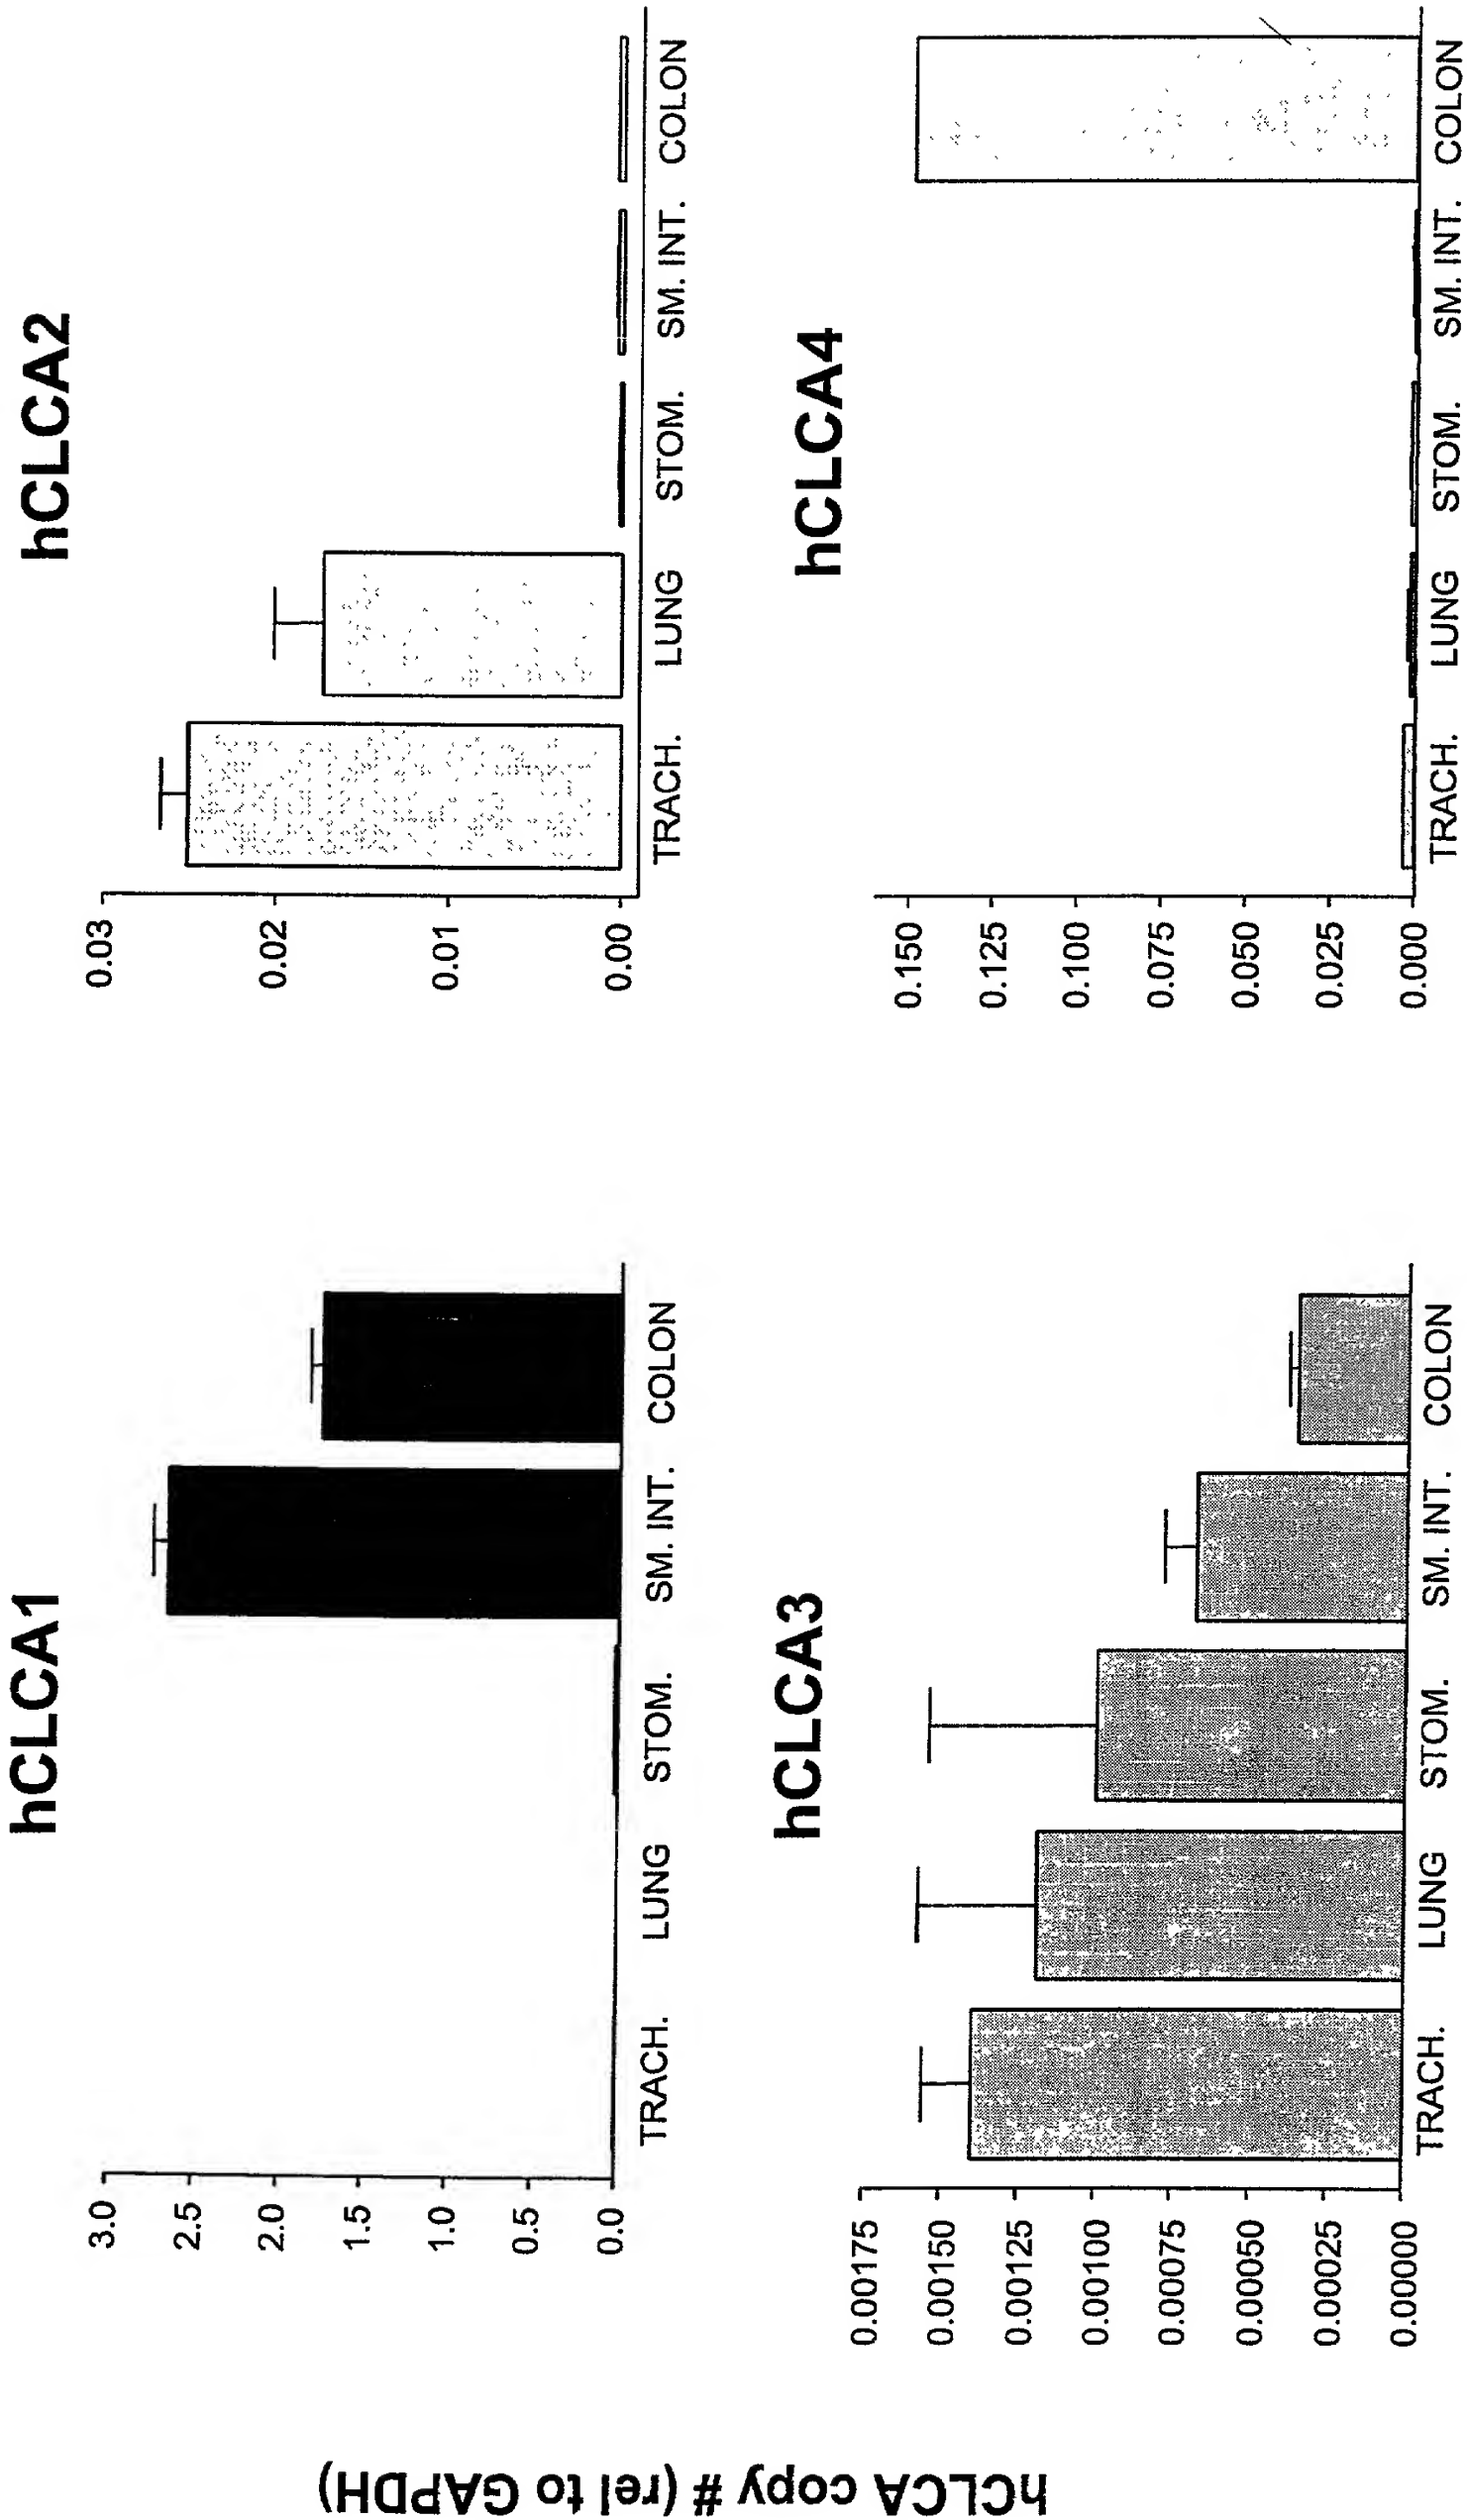 hCLCA copy # (rel to GAPDH)
hCLCA1
3.0
2.5
2.0
1.5
1.0
0.5
0.0
TRACH. LUNG STOM. SM. INT. COLON
hCLCA2
0.03
0.02
0.01
0.00
TRACH. LUNG STOM. SM. INT. COLON
hCLCA3
0.00175
0.00150
0.00125
0.00100
0.00075
0.00050
0.00025
0.00000
TRACH. LUNG STOM. SM. INT. COLON
hCLCA4
0.150
0.125
0.100
0.075
0.050
0.025
0.000
TRACH. LUNG STOM. SM. INT. COLON